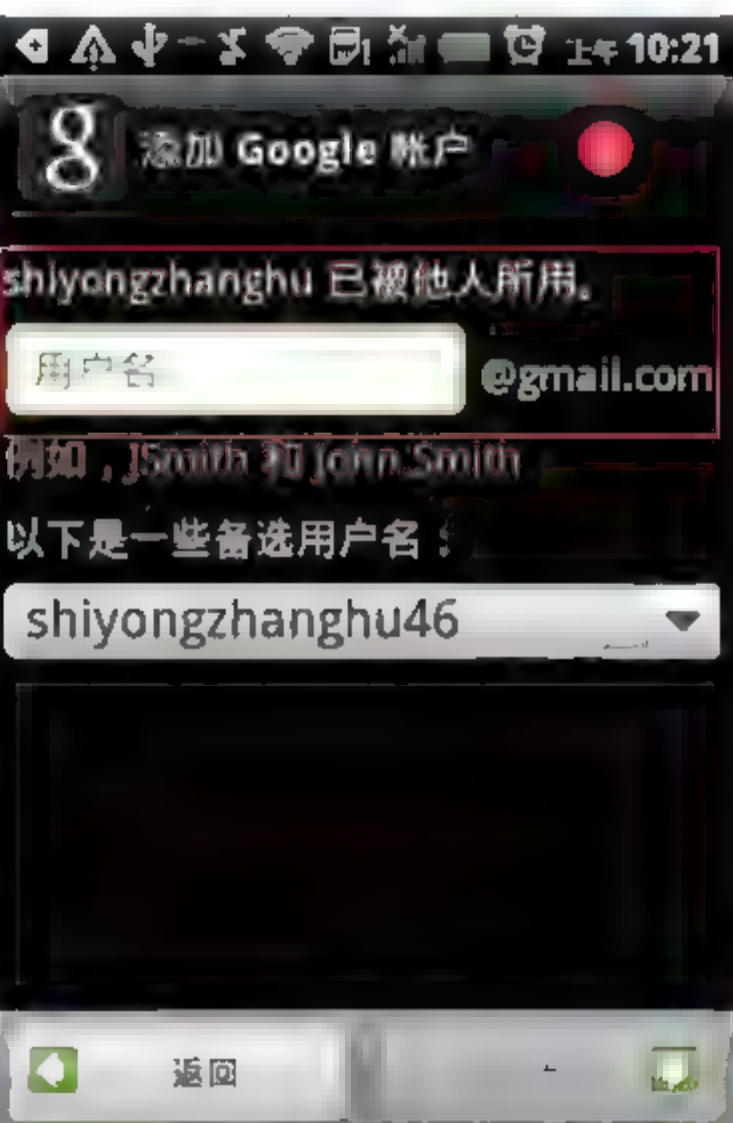 上午 10:21
添加 Google 帐户
shiyongzhanghu 已被他人所用。
用户名 @gmail.com
例如，JSmith 和 John.Smith
以下是一些备选用户名：
shiyongzhanghu46
返回